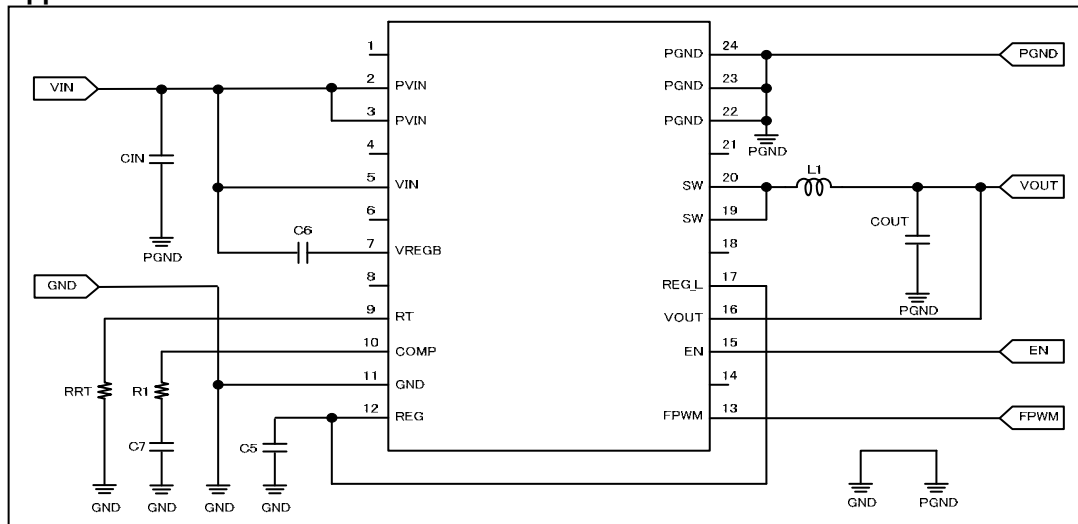 1
PGND
24
PGND
VIN
2
PVIN
PGND
23
3
PVIN
PGND
22
CIN
4
21
PGND
L1
5
VIN
SW
20
VOUT
6
SW
19
COUT
C6
PGND
7
VREGB
18
GND
8
REG_L
17
PGND
9
RT
VOUT
16
10
COMP
EN
15
EN
RRT
R1
11
GND
14
12
REG
FPWM
13
FPWM
C7
C5
GND
GND
GND
GND
GND
PGND